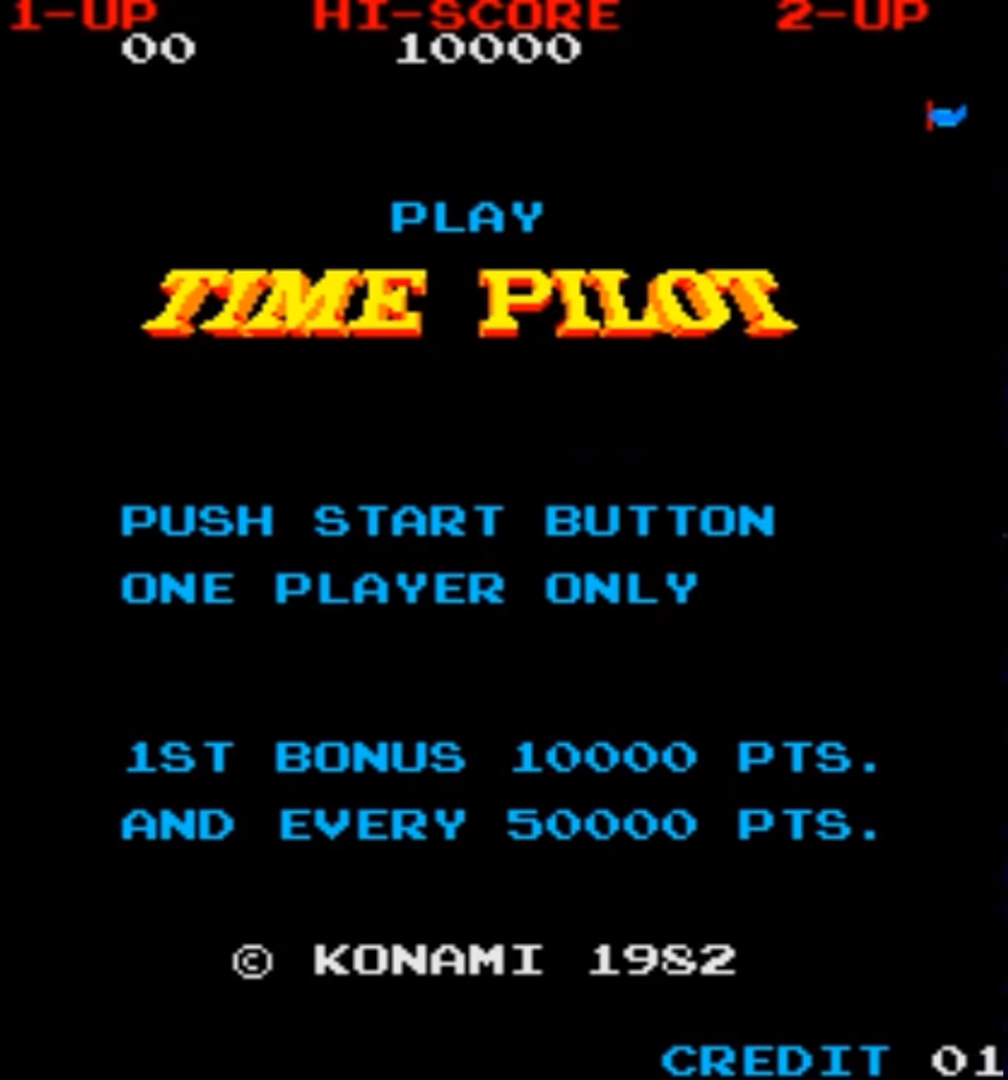 1-UP HI-SCORE 2-UP
00 10000
PLAY
TIME PILOT
PUSH START BUTTON
ONE PLAYER ONLY
1ST BONUS 10000 PTS.
AND EVERY 50000 PTS.
© KONAMI 1982
CREDIT 01